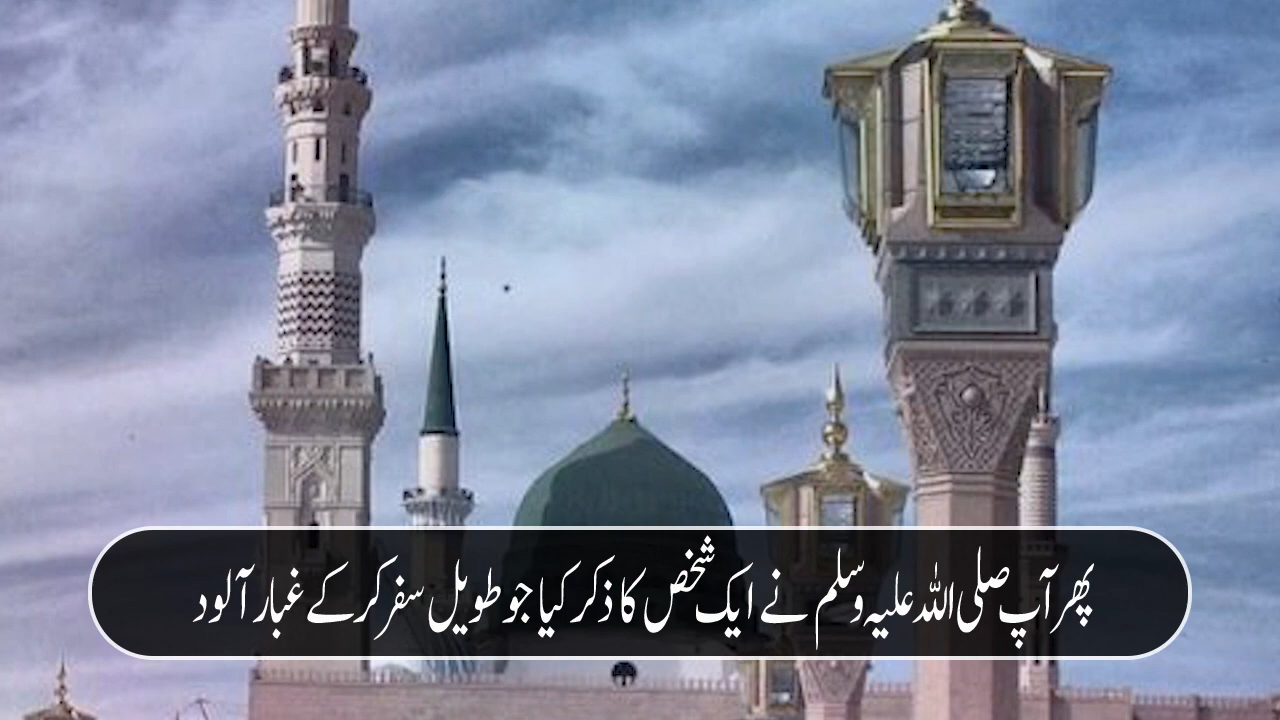 پھر آپ صلی اللہ علیہ وسلم نے ایک شخص کا ذکر کیا جو طویل سفر کر کے غبار آلود